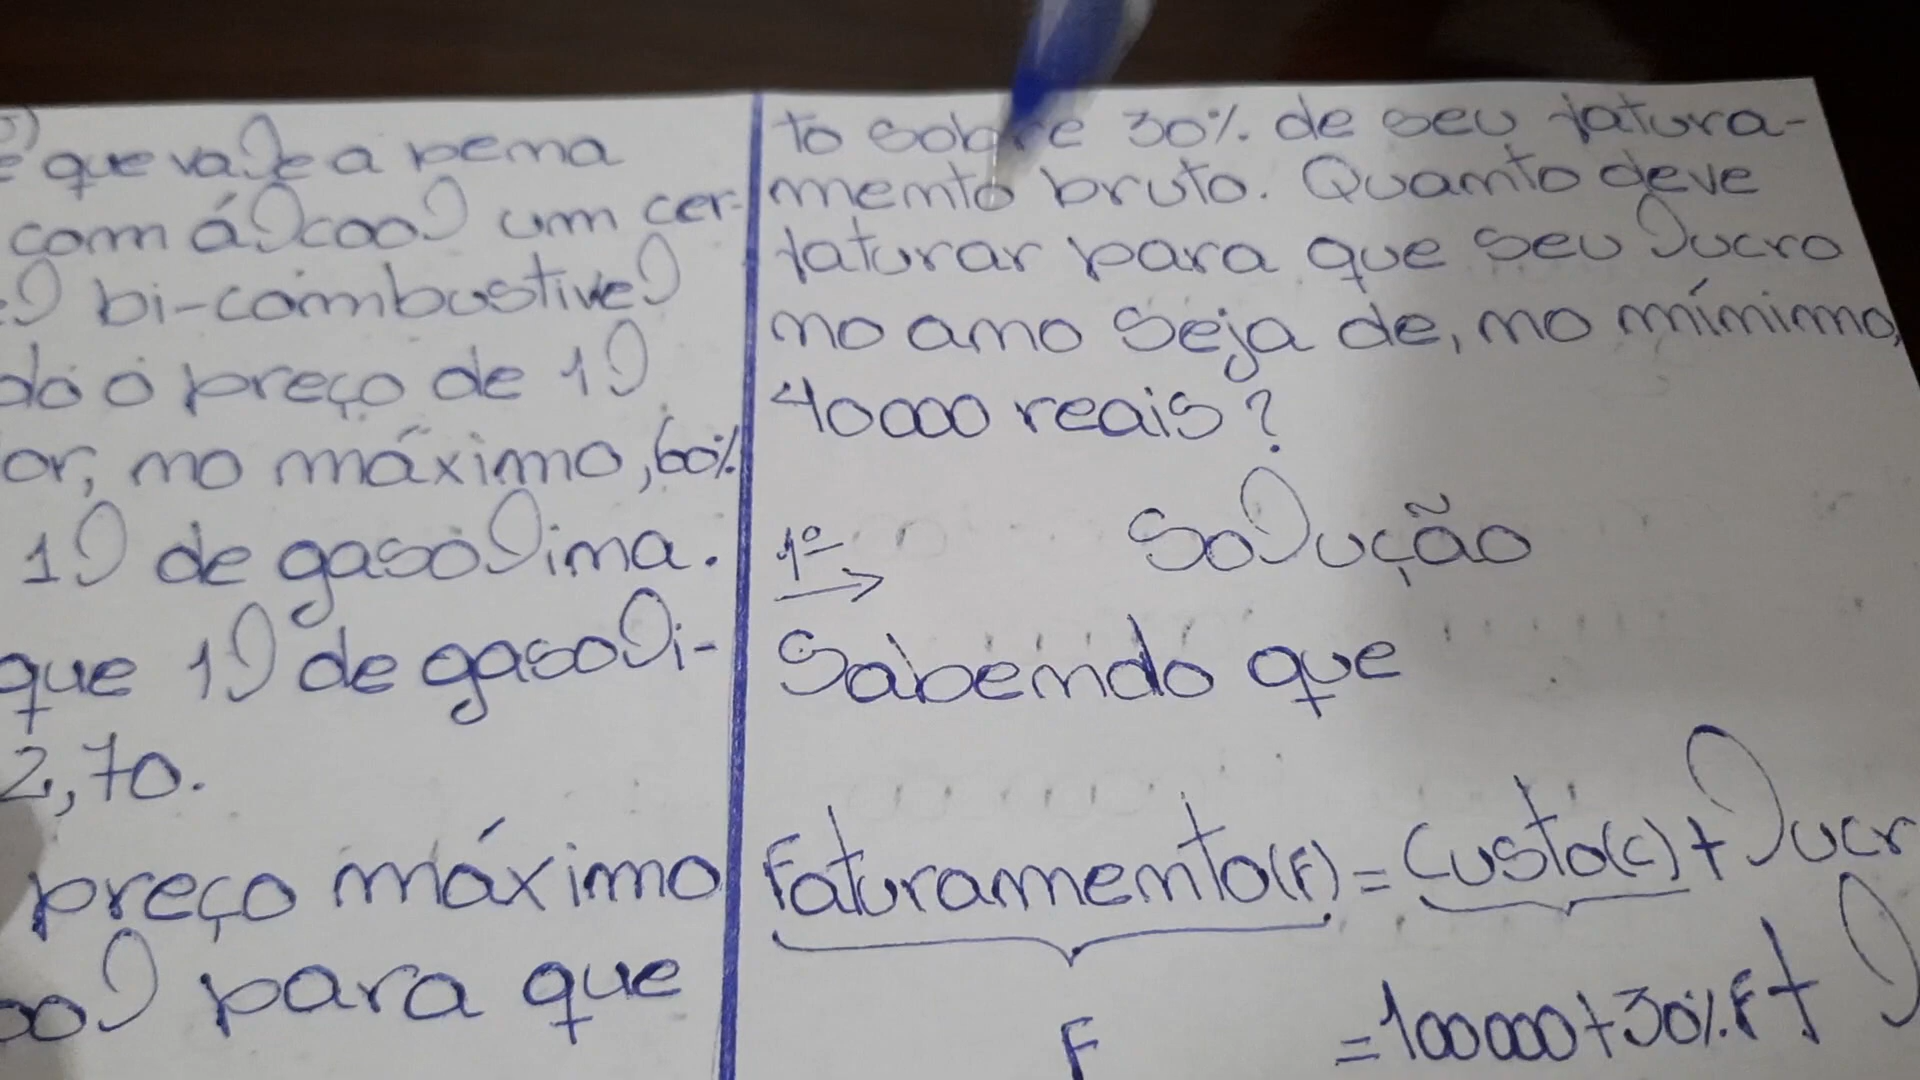 que vale a pena
com álcool um cer-
bi-combustível
o preço de 1l
or, no máximo, 60%
1l de gasolina.
que 1l de gasoli-
2,70.
preço máximo
ool para que
to sobre 30% de seu fatura-
mento bruto. Quanto deve
faturar para que seu lucro
no ano seja de, no mínimo,
40000 reais?
1º Solução
Sabendo que
Faturamento(F) = Custo(C) + lucr
F = 100000 + 30%.F + l